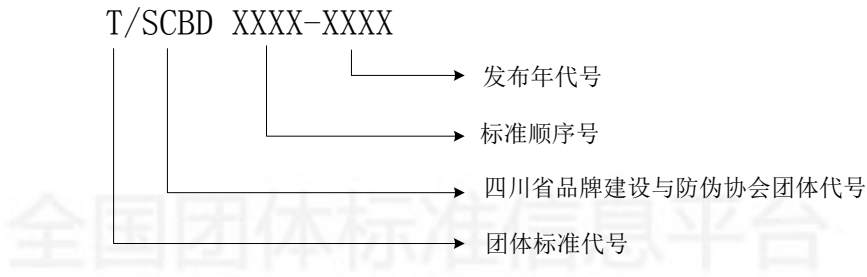 T/SCBD XXXX-XXXX
发布年代号
标准顺序号
四川省品牌建设与防伪协会团体代号
团体标准代号
全国团体标准信息平台